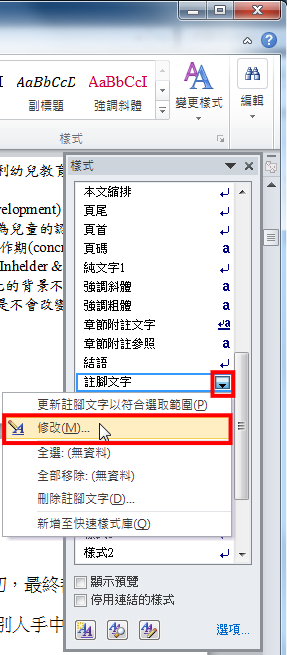 AaBbCcL AaBbCcI
副標題 強調斜體 變更樣式 編輯
樣式
利幼兒教育
樣式
本文縮排
velopment)
頁尾
為兒童的認
頁首
作期(concr
頁碼 a
Inhelder &
純文字1
比的背景不
強調斜體 a
是不會改變
強調粗體 a
章節附註文字 a
章節附註參照 a
結語
註腳文字
更新註腳文字以符合選取範圍(P)
修改(M)...
全選: (無資料)
全部移除: (無資料)
刪除註腳文字(D)...
新增至快速樣式庫(Q)
樣式2
，最終
顯示預覽
停用連結的樣式
別人手中
選項...